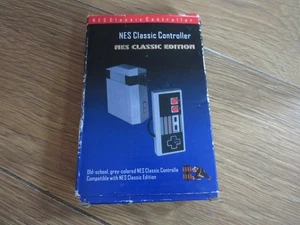 NES Classic Controller
NES Classic Controller
NES CLASSIC EDITION
Old-school, grey-colored NES Classic Controlle
Compatible with NES Classic Edition